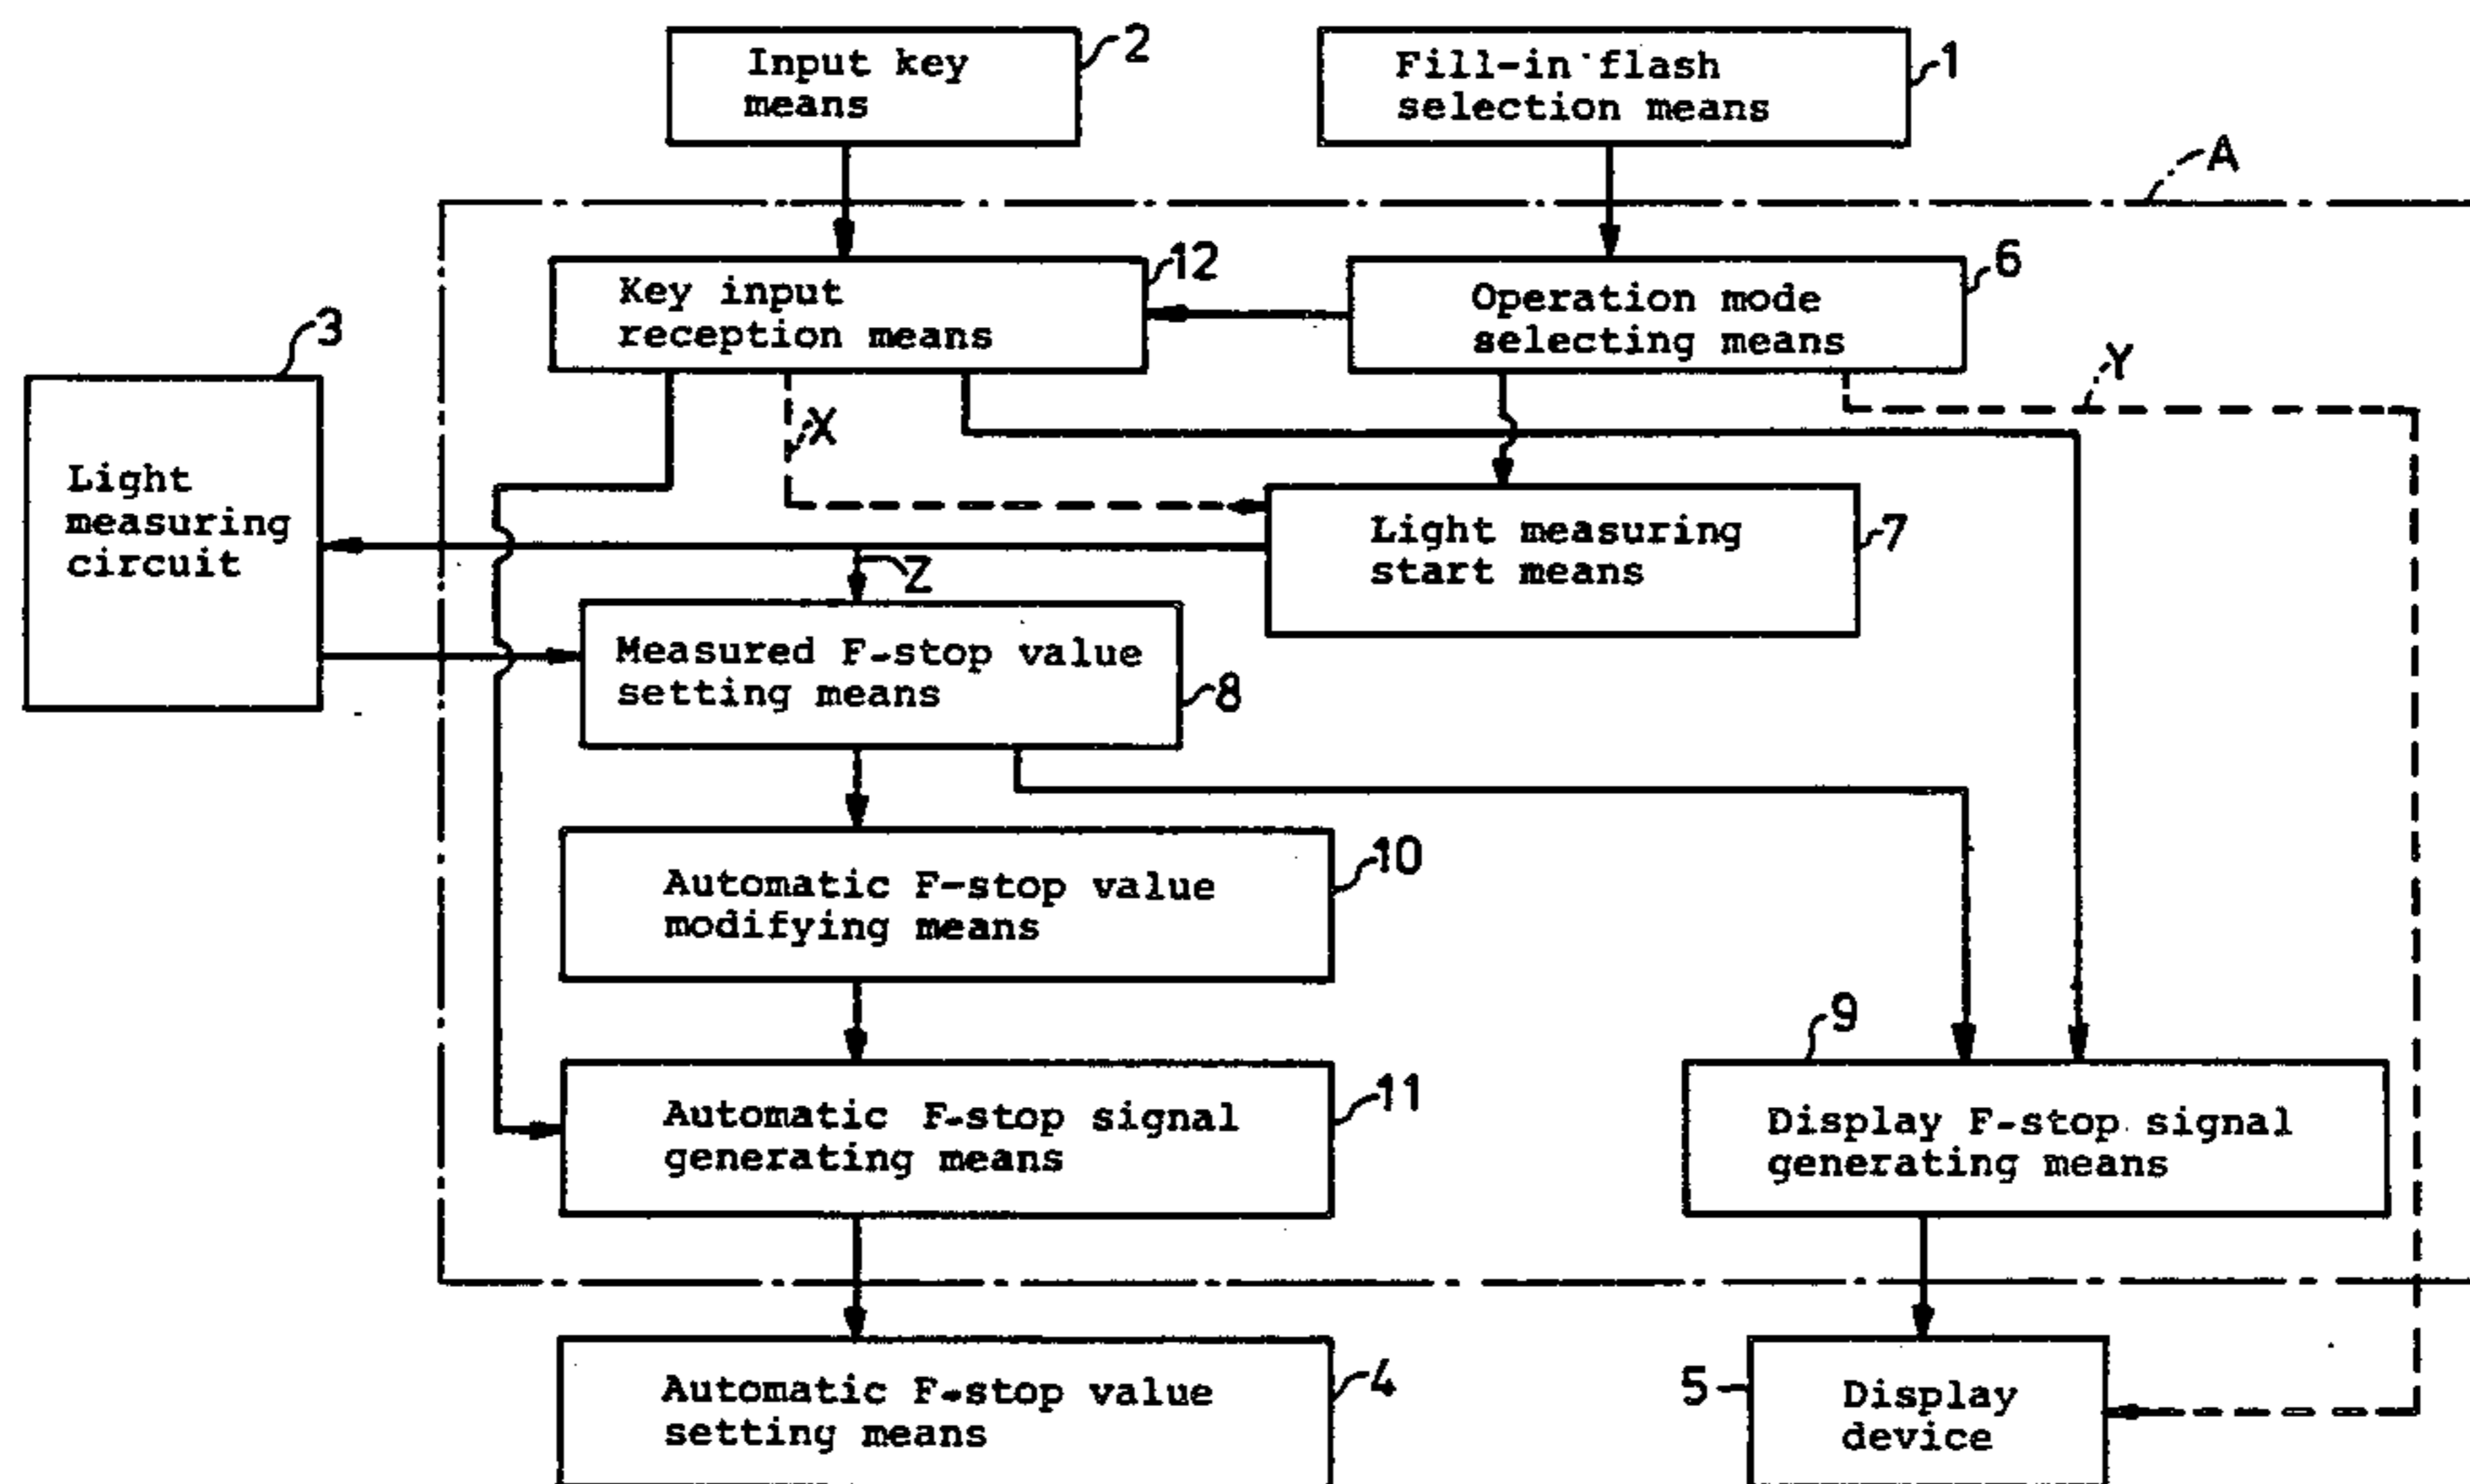 Input key
means
2
Fill-in flash
selection means
1
A
Key input
reception means
12
Operation mode
selecting means
6
3
Light
measuring
circuit
X
Y
Light measuring
start means
7
Z
Measured F-stop value
setting means
8
Automatic F-stop value
modifying means
10
Automatic F-stop signal
generating means
11
9
Display F-stop signal
generating means
Automatic F-stop value
setting means
4
5
Display
device